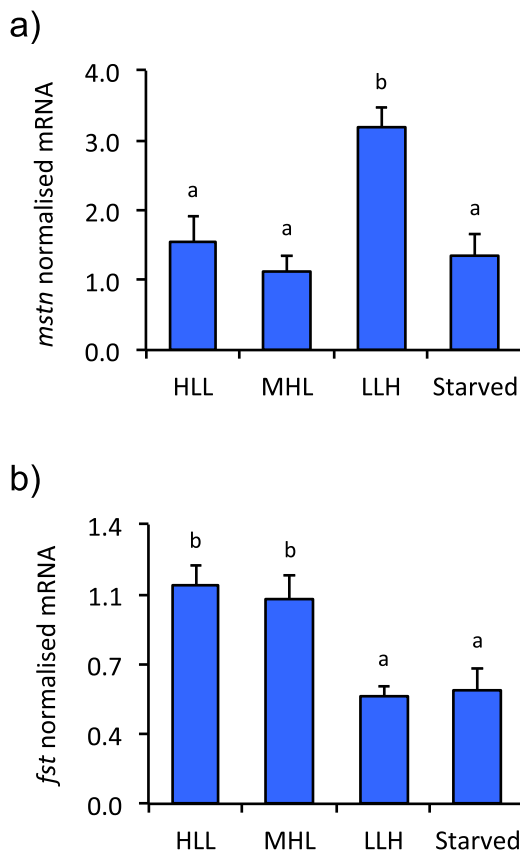 a)
mstn normalised mRNA
4.0
3.0
2.0
1.0
0.0
a
a
b
a
HLL MHL LLH Starved
b)
fst normalised mRNA
1.4
1.1
0.7
0.4
0.0
b
b
a
a
HLL MHL LLH Starved